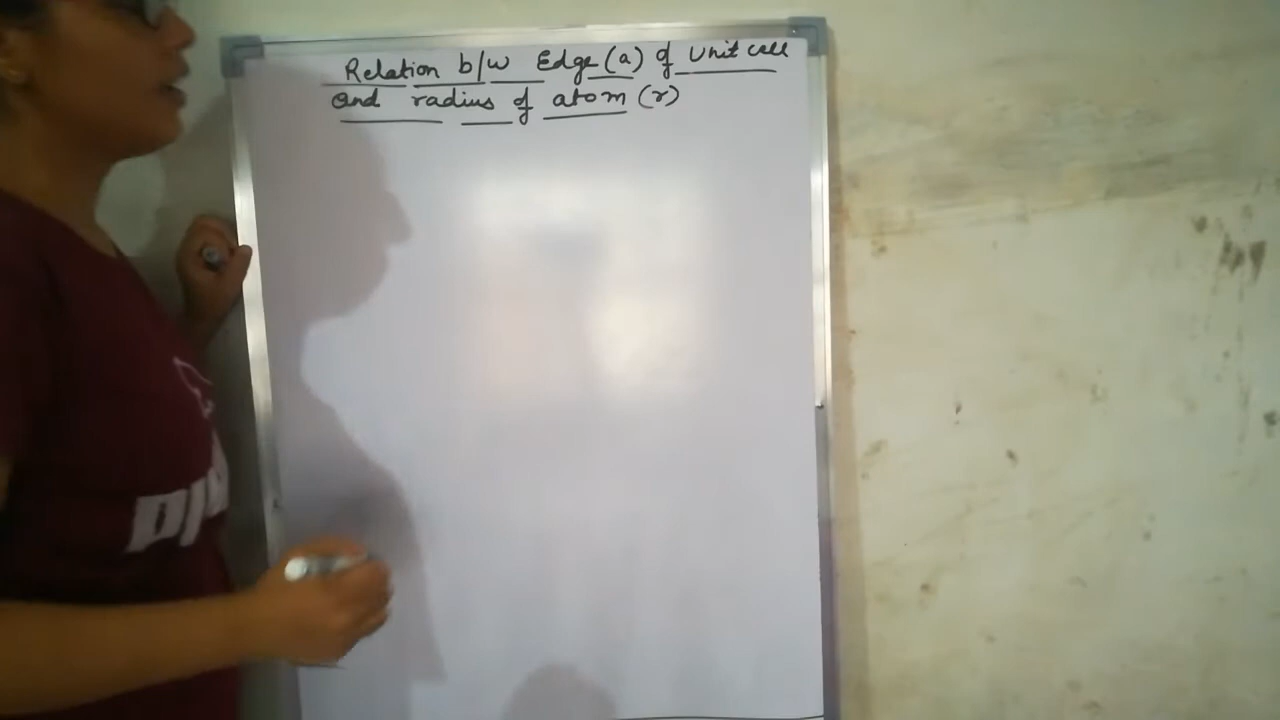 Relation b/w Edge (a) of Unit cell
and radius of atom (r)